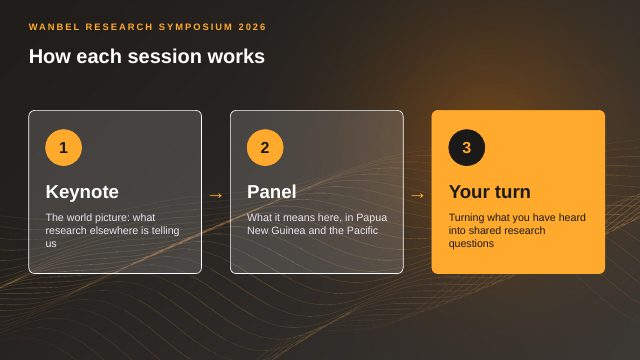 WANBEL RESEARCH SYMPOSIUM 2026
How each session works
1
Keynote
The world picture: what
research elsewhere is telling
us
→
2
Panel
What it means here, in Papua
New Guinea and the Pacific
→
3
Your turn
Turning what you have heard
into shared research
questions